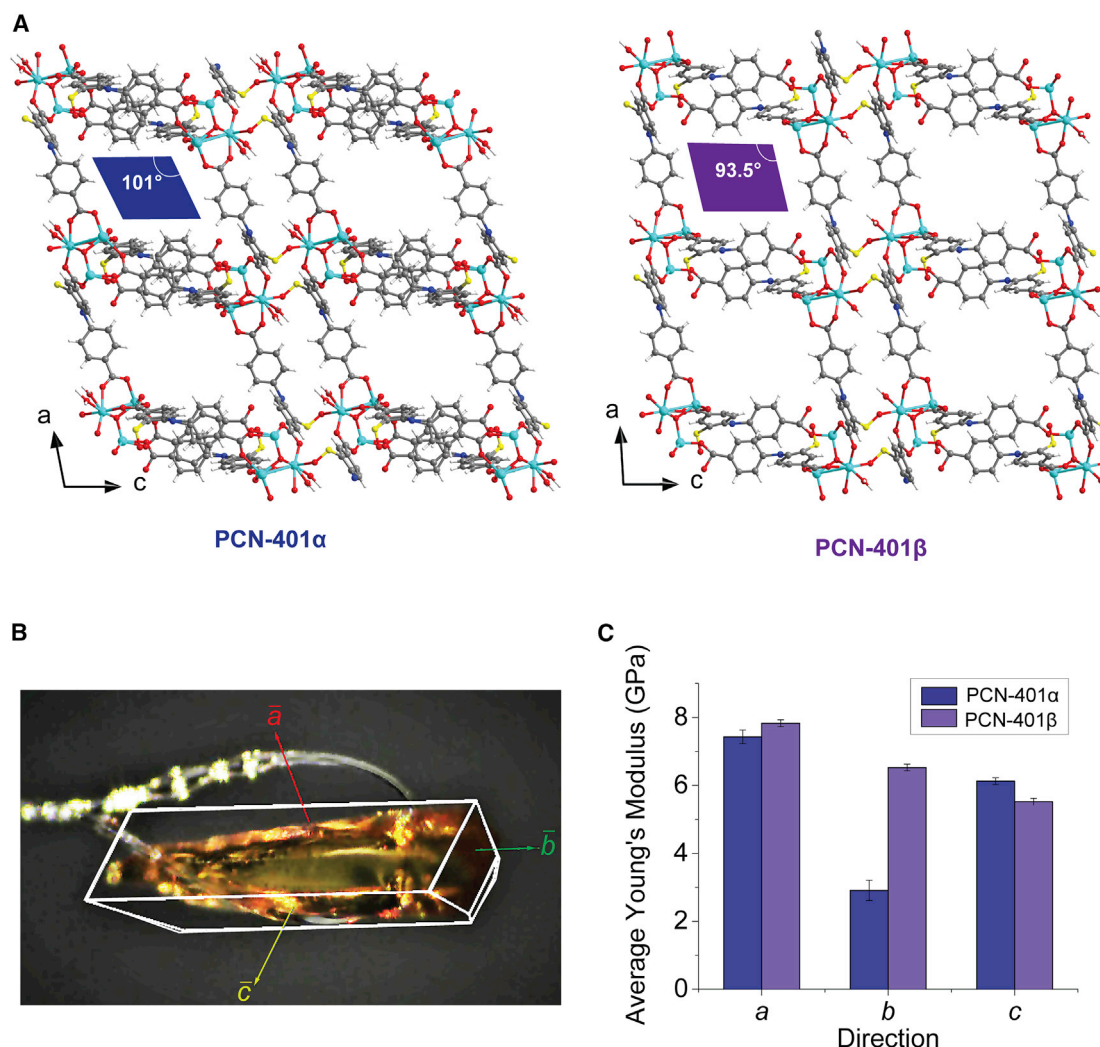 A
101°
93.5°
a
c
a
c
PCN-401α
PCN-401β
B
a̅
b̅
c̅
C
Average Young's Modulus (GPa)
8
6
4
2
0
PCN-401α
PCN-401β
a
b
c
Direction